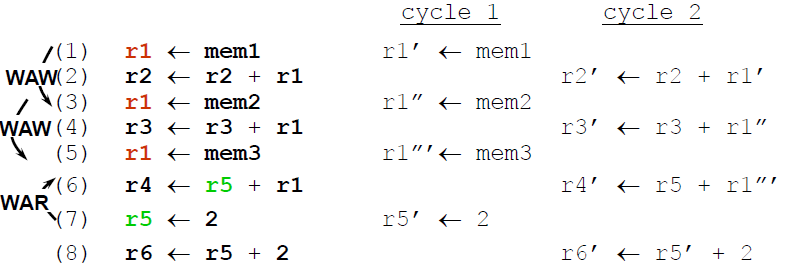 cycle 1 cycle 2
(1) r1 ← mem1 r1′ ← mem1
WAW (2) r2 ← r2 + r1 r2′ ← r2 + r1′
(3) r1 ← mem2 r1″ ← mem2
WAW (4) r3 ← r3 + r1 r3′ ← r3 + r1″
(5) r1 ← mem3 r1″′← mem3
(6) r4 ← r5 + r1 r4′ ← r5 + r1″′
WAR
(7) r5 ← 2 r5′ ← 2
(8) r6 ← r5 + 2 r6′ ← r5′ + 2